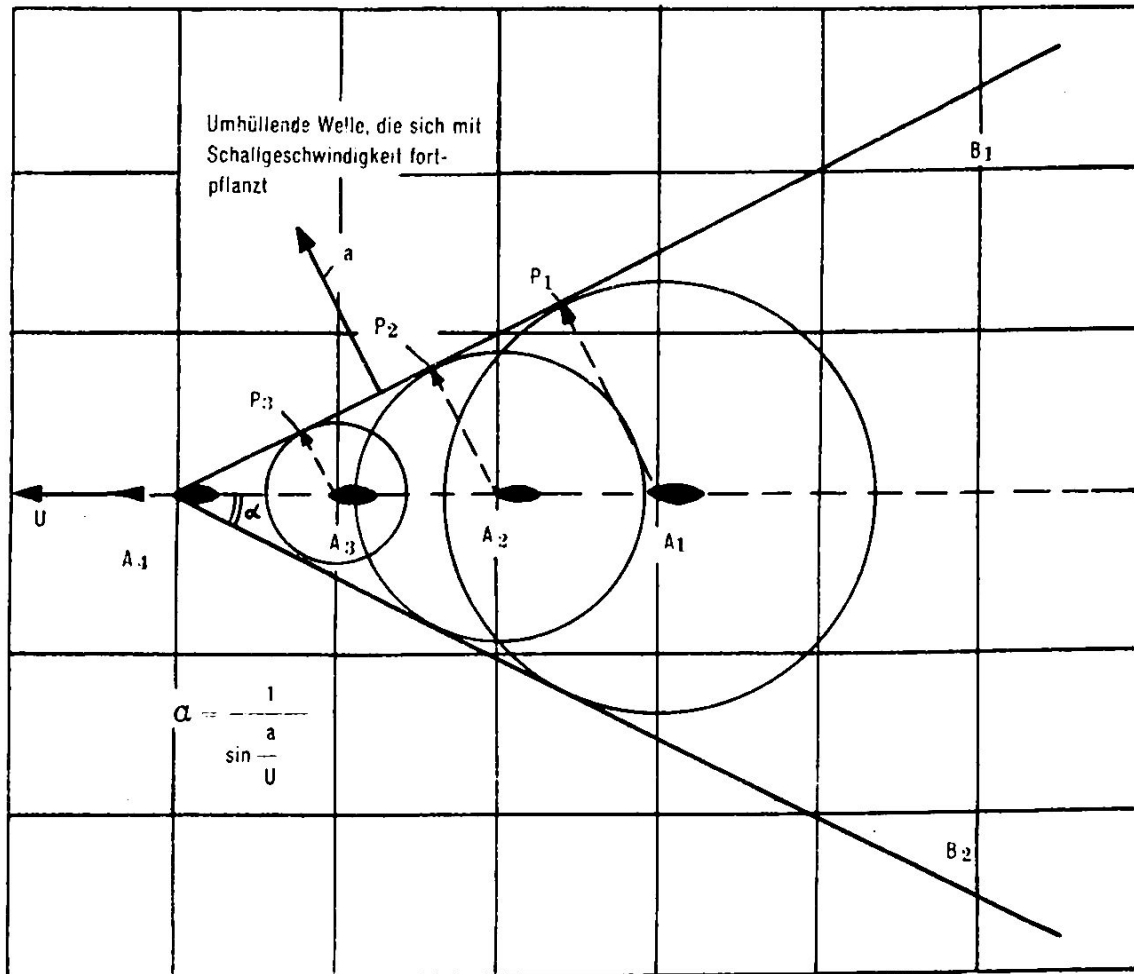 Umhüllende Welle, die sich mit
Schallgeschwindigkeit fort-
pflanzt
B1
a
P1
P2
P3
U
α
A4
A3
A2
A1
α = 1
sin a
U
B2